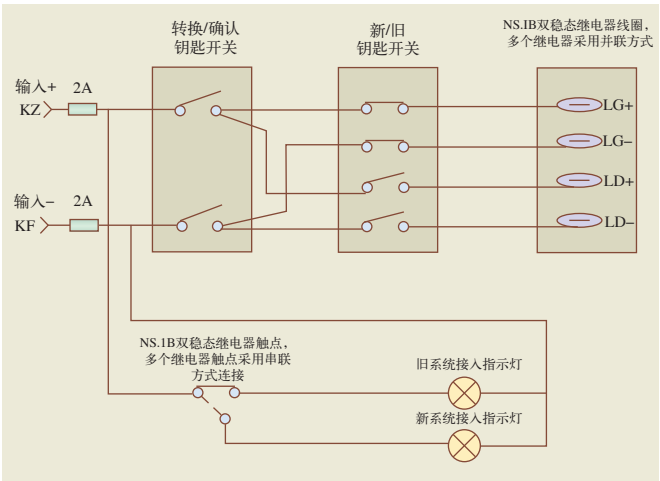 转换/确认
钥匙开关
新/旧
钥匙开关
NS.IB双稳态继电器线圈，
多个继电器采用并联方式
输入+ 2A
KZ
LG+
LG−
LD+
输入− 2A
KF
LD−
NS.1B双稳态继电器触点，
多个继电器触点采用串联
方式连接
旧系统接入指示灯
新系统接入指示灯